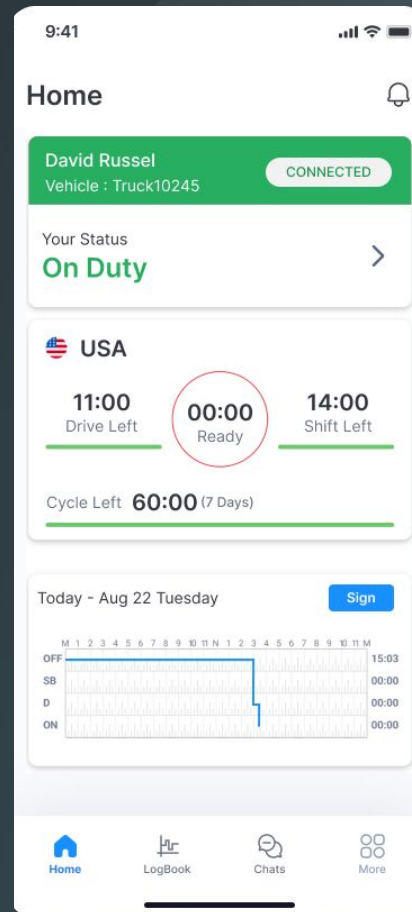 9:41
Home
David Russel
Vehicle : Truck10245
CONNECTED
Your Status
On Duty
USA
11:00
Drive Left
00:00
Ready
14:00
Shift Left
Cycle Left 60:00 (7 Days)
Today - Aug 22 Tuesday
Sign
M 1 2 3 4 5 6 7 8 9 10 11 N 1 2 3 4 5 6 7 8 9 10 11 M
OFF 15:03
SB 00:00
D 00:00
ON 00:00
Home LogBook Chats More